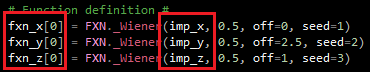 # Function definition #
fxn_x[0] = FXN._Wiener(imp_x, 0.5, off=0, seed=1)
fxn_y[0] = FXN._Wiener(imp_y, 0.5, off=2.5, seed=2)
fxn_z[0] = FXN._Wiener(imp_z, 0.5, off=1, seed=3)